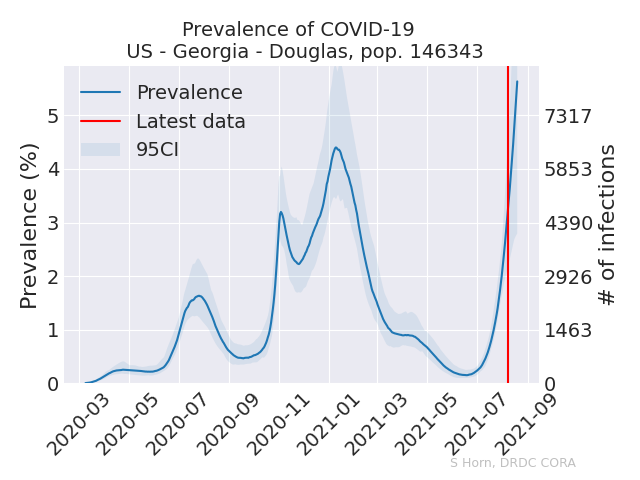 Prevalence of COVID-19
US - Georgia - Douglas, pop. 146343
Prevalence
Latest data
95CI
Prevalence (%)
5
4
3
2
1
0
7317
5853
4390
2926
1463
0
# of infections
2020-03
2020-05
2020-07
2020-09
2020-11
2021-01
2021-03
2021-05
2021-07
2021-09
S Horn, DRDC CORA